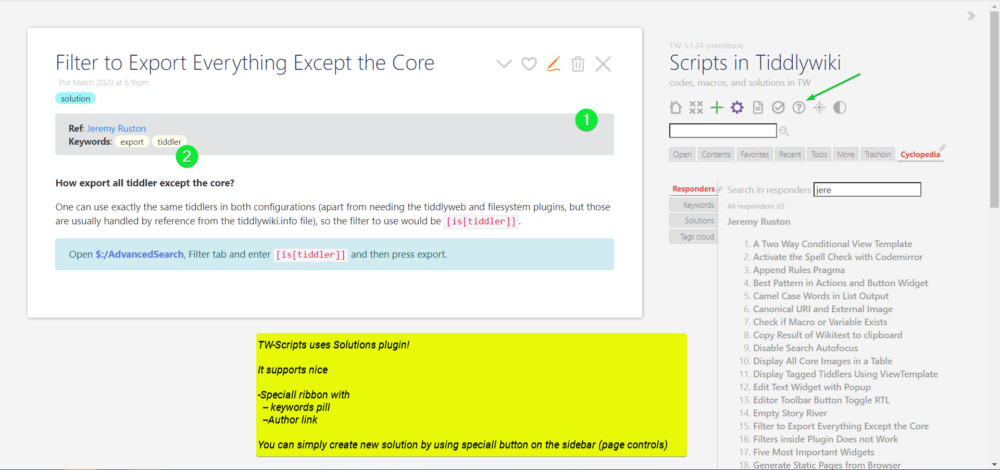 Filter to Export Everything Except the Core
31st March 2020 at 6:16pm
solution
1
Ref: Jeremy Ruston
Keywords: export tiddler
2
How export all tiddler except the core?
One can use exactly the same tiddlers in both configurations (apart from needing the tiddlyweb and filesystem plugins, but those
are usually handled by reference from the tiddlywiki.info file), so the filter to use would be [is[tiddler]].
Open $:/AdvancedSearch, Filter tab and enter [is[tiddler]] and then press export.
TW-Scripts uses Solutions plugin!
It supports nice
-Speciall ribbon with
-- keywords pill
--Author link
You can simply create new solution by using speciall button on the sidebar (page controls)
TW 5.1.24-prerelease
Scripts in Tiddlywiki
codes, macros, and solutions in TW
Open Contents Favorites Recent Tools More Trashbin Cyclopedia
Responders
Keywords
Solutions
Tags cloud
Search in responders jere
All responders: 65
Jeremy Ruston
1. A Two Way Conditional View Template
2. Activate the Spell Check with Codemirror
3. Append Rules Pragma
4. Best Pattern in Actions and Button Widget
5. Camel Case Words in List Output
6. Canonical URI and External Image
7. Check if Macro or Variable Exists
8. Copy Result of Wikitext to clipboard
9. Disable Search Autofocus
10. Display All Core Images in a Table
11. Display Tagged Tiddlers Using ViewTemplate
12. Edit Text Widget with Popup
13. Editor Toolbar Button Toggle RTL
14. Empty Story River
15. Filter to Export Everything Except the Core
16. Filters inside Plugin Does not Work
17. Five Most Important Widgets
18. Generate Static Pages from Browser